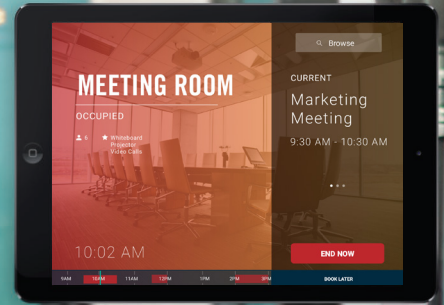 Browse
MEETING ROOM
OCCUPIED
6
Whiteboard
Projector
Video Calls
CURRENT
Marketing
Meeting
9:30 AM - 10:30 AM
10:02 AM
END NOW
9AM 10AM 11AM 12PM 1PM 2PM 3PM
BOOK LATER